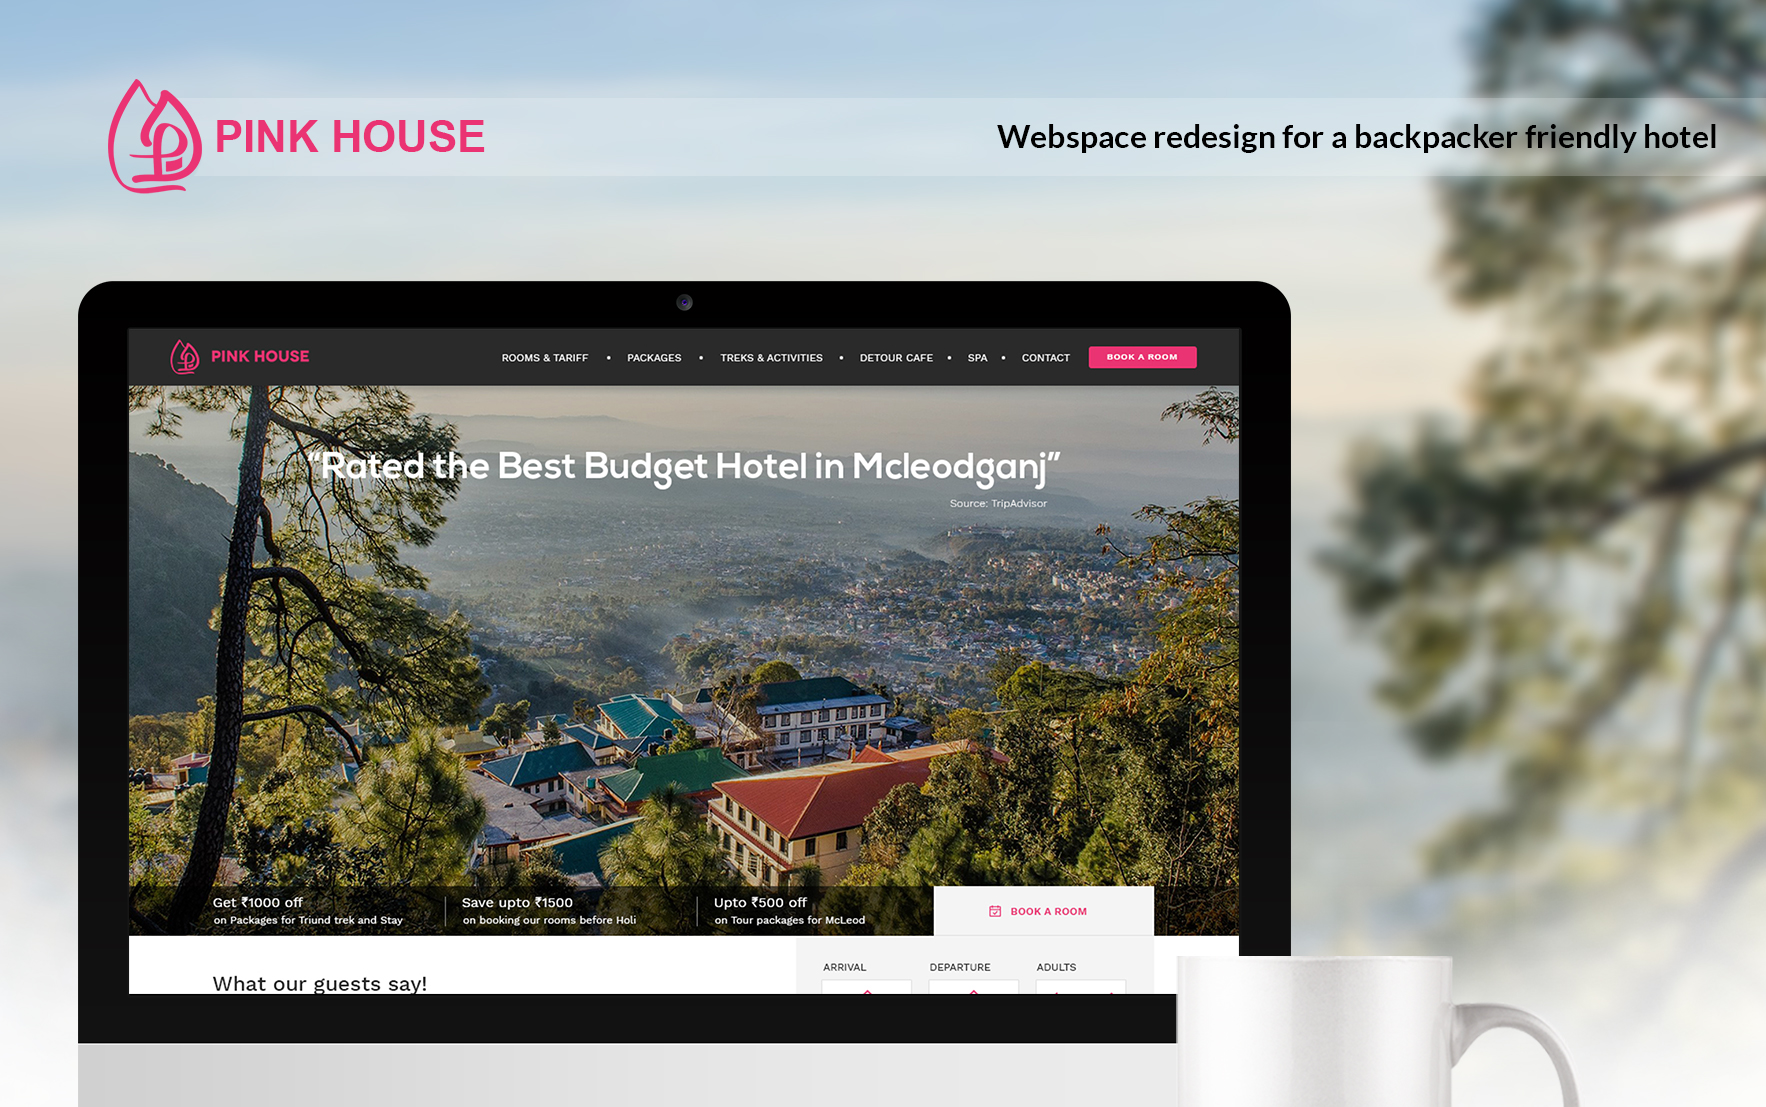 PINK HOUSE
Webspace redesign for a backpacker friendly hotel
PINK HOUSE
ROOMS & TARIFF • PACKAGES • TREKS & ACTIVITIES • DETOUR CAFE • SPA • CONTACT
BOOK A ROOM
“Rated the Best Budget Hotel in Mcleodganj”
Source: TripAdvisor
Get ₹1000 off
on Packages for Triund trek and Stay
Save upto ₹1500
on booking our rooms before Holi
Upto ₹500 off
on Tour packages for McLeod
BOOK A ROOM
What our guests say!
ARRIVAL
DEPARTURE
ADULTS